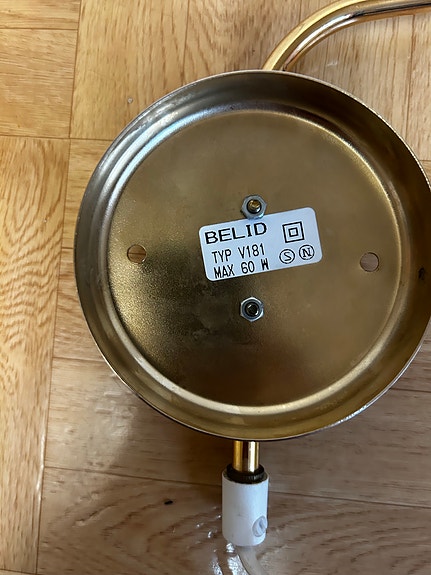 BELID
TYP V181
MAX 60 W
S N